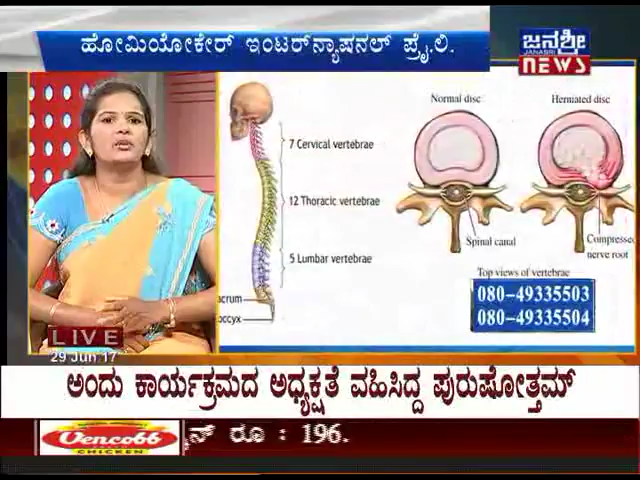 ಹೋಮಿಯೋಕೇರ್ ಇಂಟರ್‌ನ್ಯಾಷನಲ್ ಪ್ರೈ.ಲಿ.
ಜನಶ್ರೀ
JANASRI
NEWS
Normal disc
Herniated disc
7 Cervical vertebrae
12 Thoracic vertebrae
5 Lumbar vertebrae
acrum
occyx
Spinal canal
Compressed
nerve root
Top views of vertebrae
080-49335503
080-49335504
LIVE
29 Jun 17
ಅಂದು ಕಾರ್ಯಕ್ರಮದ ಅಧ್ಯಕ್ಷತೆ ವಹಿಸಿದ್ದ ಪುರುಷೋತ್ತಮ್
Venco66
CHICKEN
ರೂ : 196.